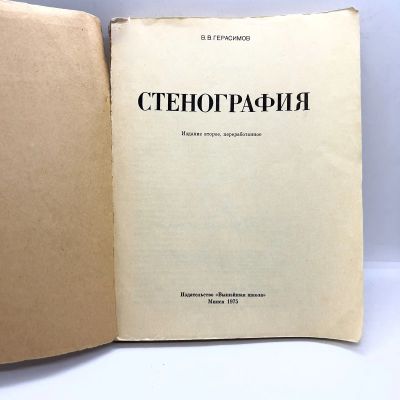 В. В. ГЕРАСИМОВ
СТЕНОГРАФИЯ
Издание второе, переработанное
Издательство «Вышэйшая школа»
Минск 1975